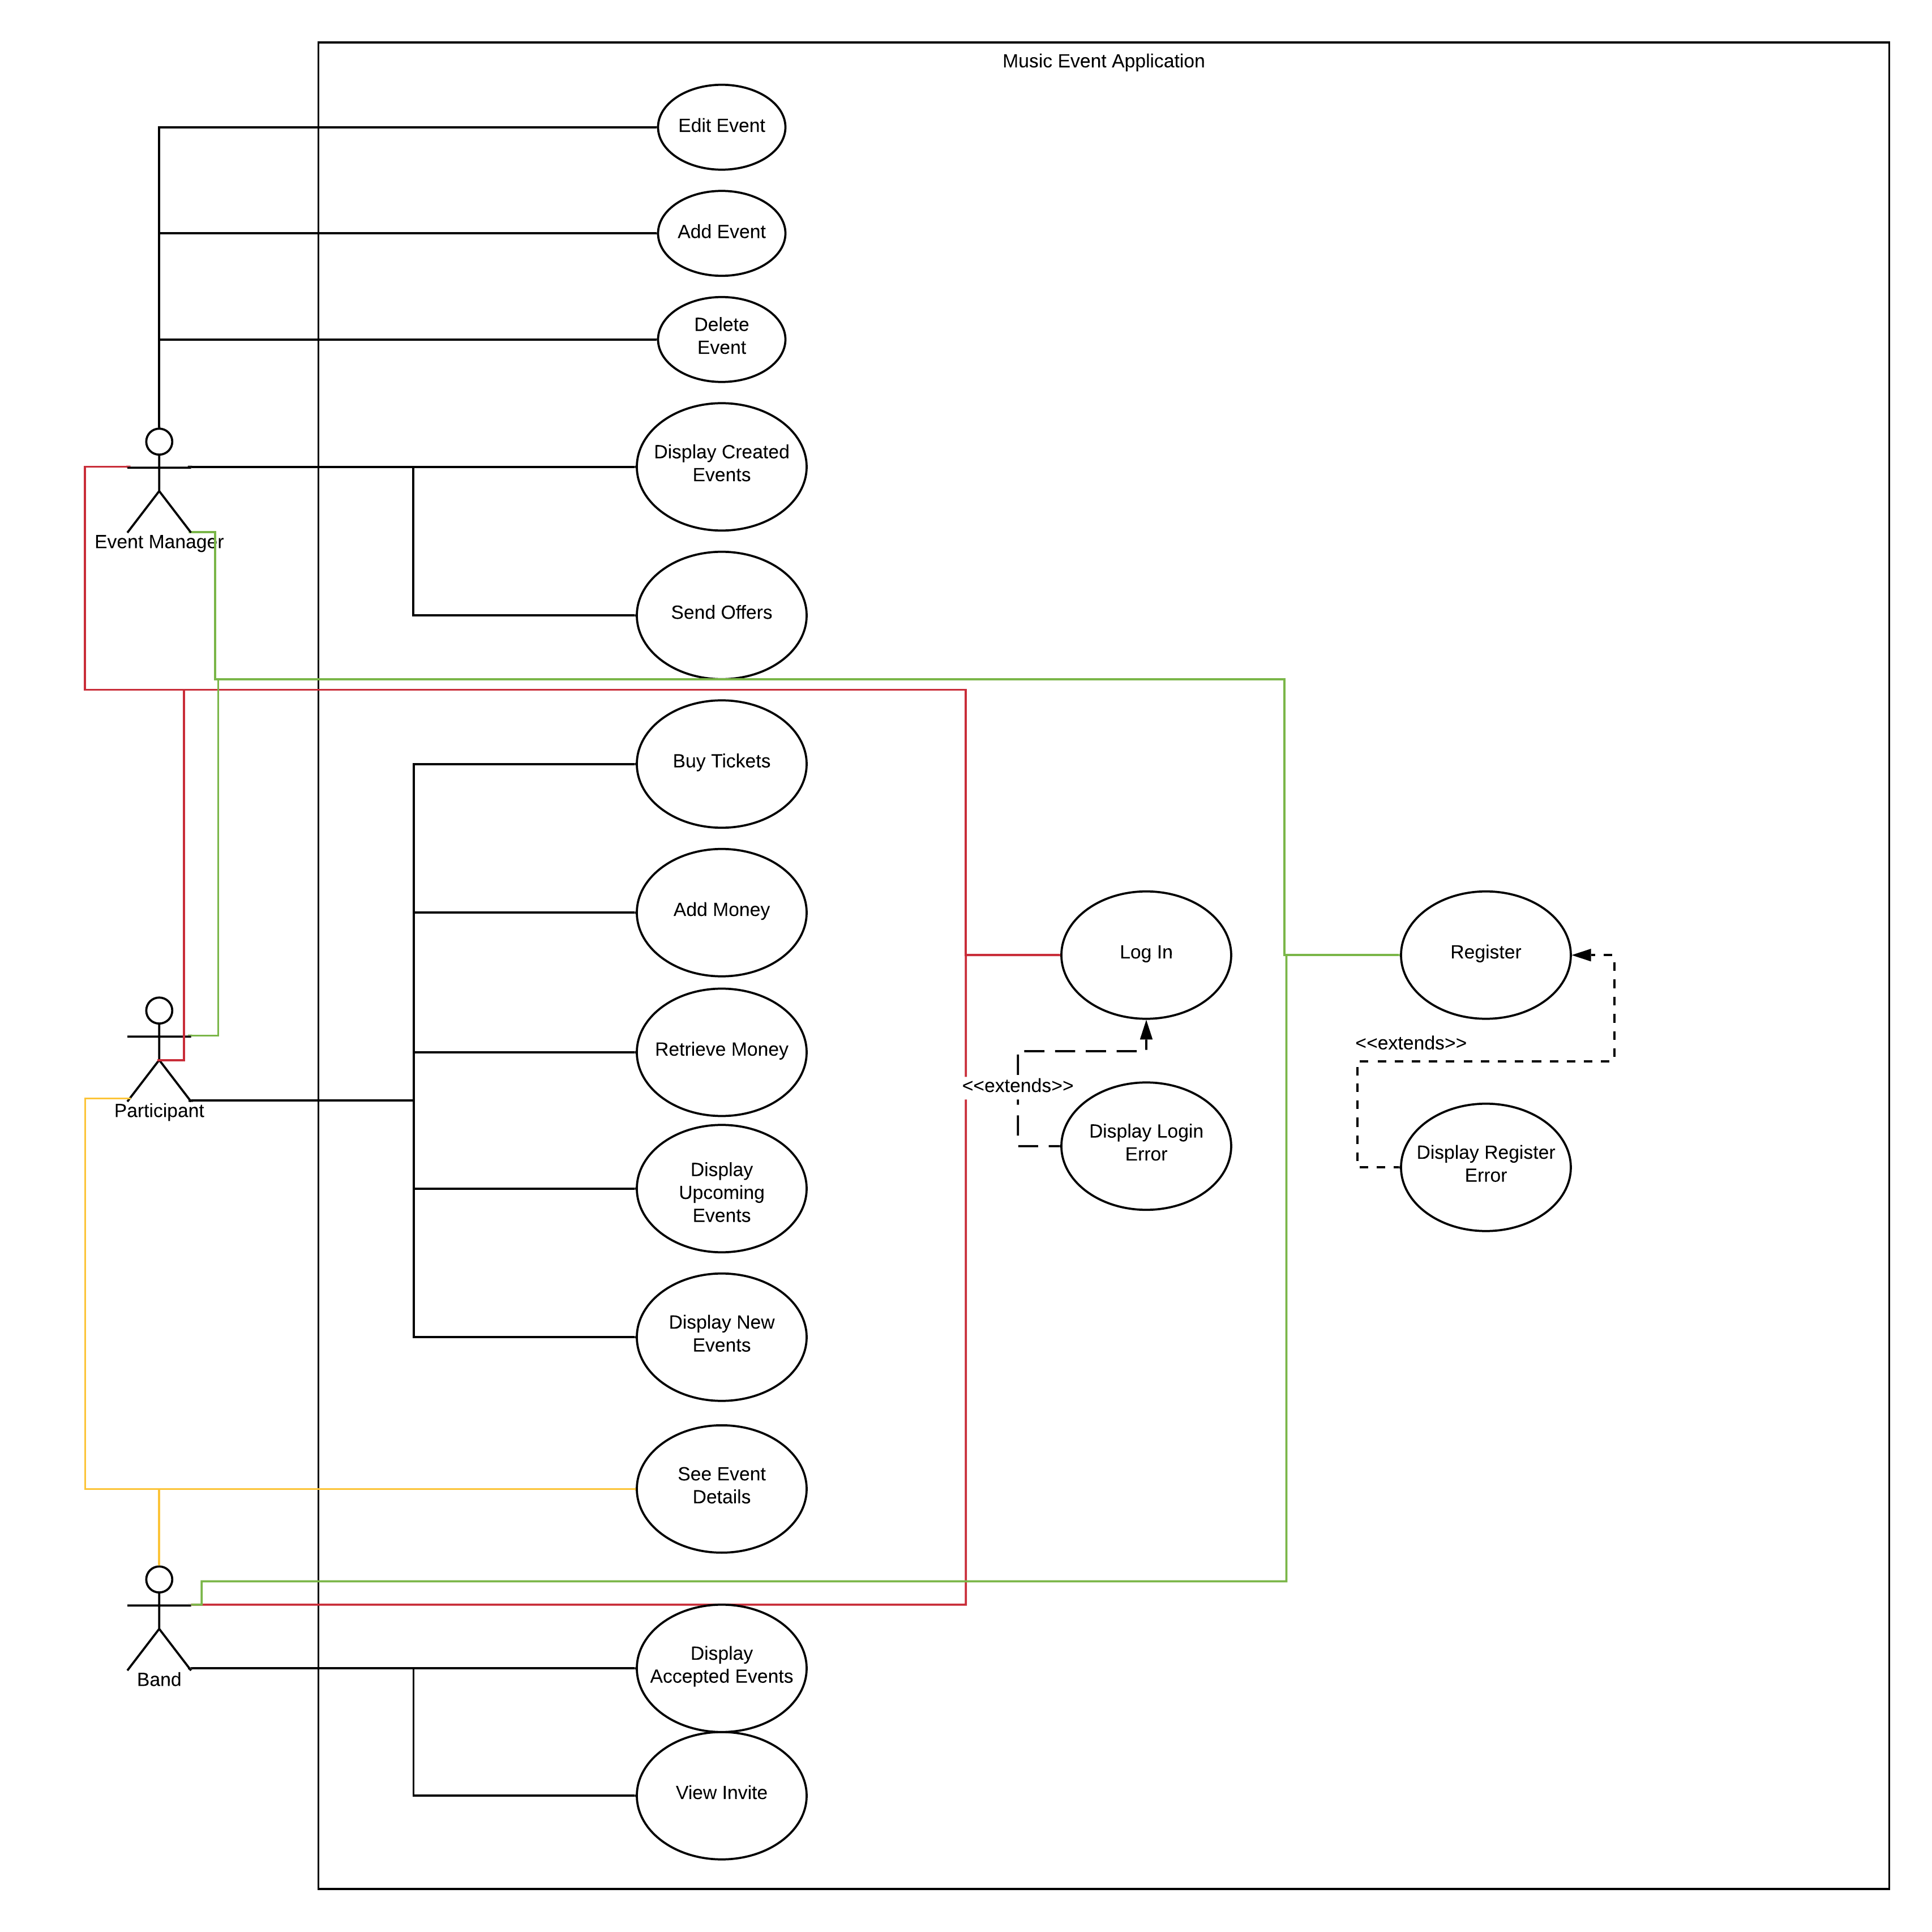 Music Event Application
Edit Event
Add Event
Delete
Event
Display Created
Events
Event Manager
Send Offers
Buy Tickets
Add Money
Log In
Register
Retrieve Money
<<extends>>
<<extends>>
Participant
Display Login
Error
Display Register
Error
Display
Upcoming
Events
Display New
Events
See Event
Details
Band
Display
Accepted Events
View Invite